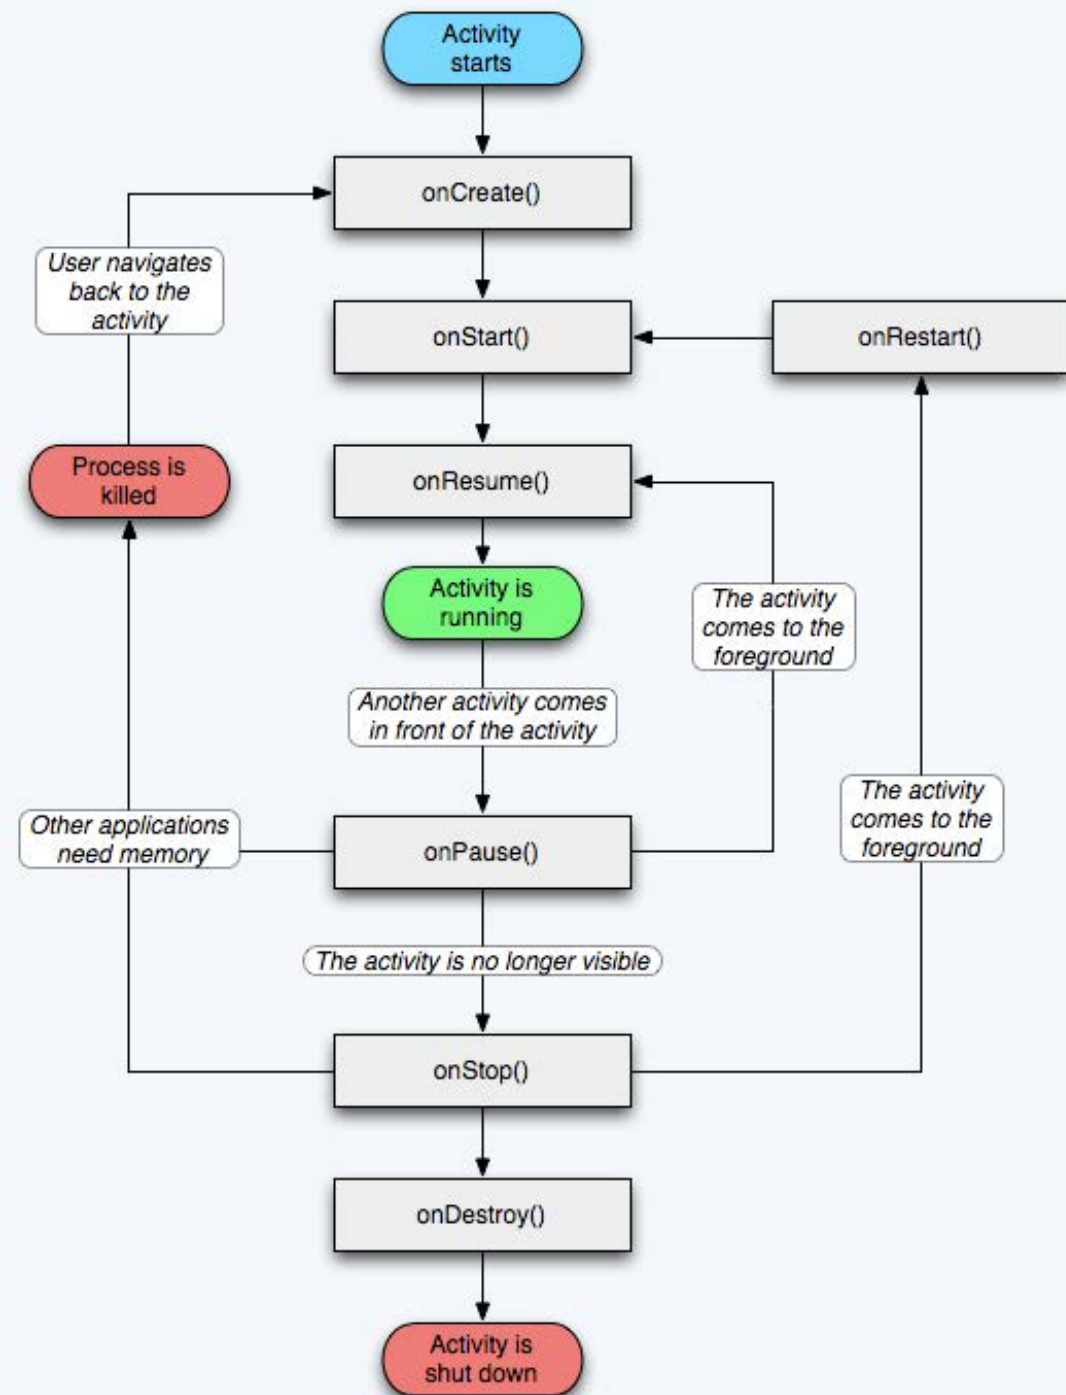 Activity
starts
onCreate()
User navigates
back to the
activity
onStart()
onRestart()
Process is
killed
onResume()
Activity is
running
The activity
comes to the
foreground
Another activity comes
in front of the activity
The activity
comes to the
foreground
Other applications
need memory
onPause()
The activity is no longer visible
onStop()
onDestroy()
Activity is
shut down